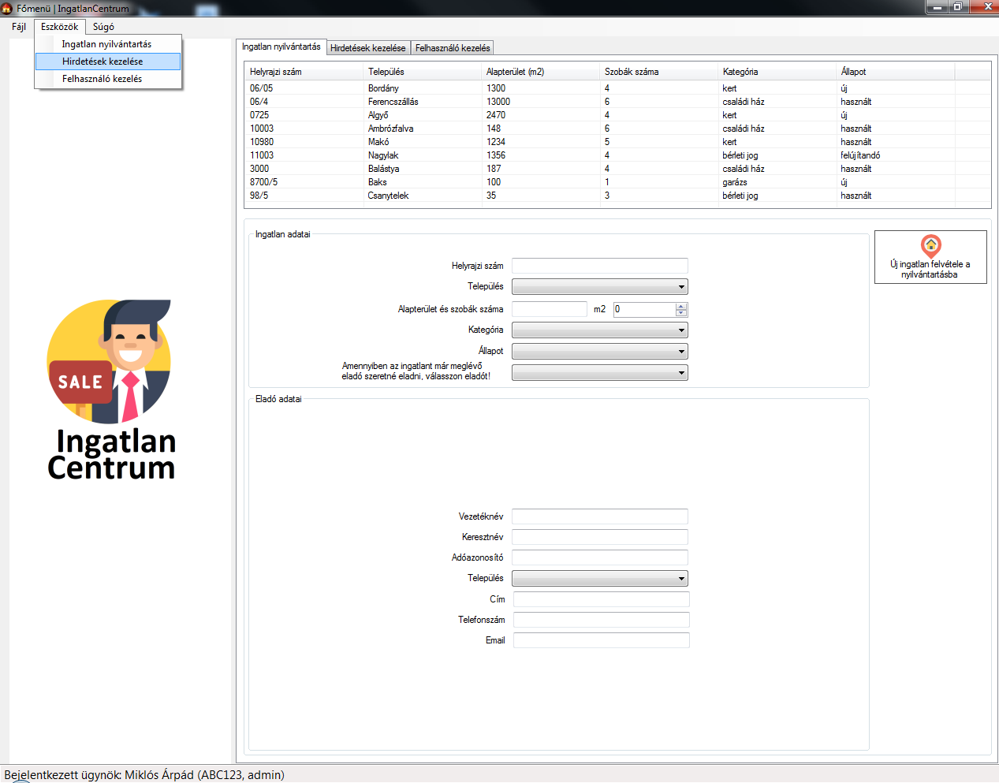 Főmenü | IngatlanCentrum
Fájl Eszközök Súgó
Ingatlan nyilvántartás
Hirdetések kezelése
Felhasználó kezelés
Ingatlan nyilvántartás Hirdetések kezelése Felhasználó kezelés
Helyrajzi szám Település Alapterület (m2) Szobák száma Kategória Állapot
06/05 Bordány 1300 4 kert új
06/4 Ferencszállás 13000 6 családi ház használt
0725 Algyő 2470 4 kert új
10003 Ambrózfalva 148 6 családi ház használt
10980 Makó 1234 5 kert használt
11003 Nagylak 1356 4 bérleti jog felújítandó
3000 Balástya 187 4 családi ház használt
8700/5 Baks 100 1 garázs új
98/5 Csanytelek 35 3 bérleti jog használt
Ingatlan adatai
Helyrajzi szám
Település
Alapterület és szobák száma m2 0
Kategória
Állapot
Amennyiben az ingatlant már meglévő
eladó szeretné eladni, válasszon eladót!
Új ingatlan felvétele a
nyilvántartásba
Eladó adatai
Vezetéknév
Keresztnév
Adóazonosító
Település
Cím
Telefonszám
Email
SALE
Ingatlan
Centrum
Bejelentkezett ügynök: Miklós Árpád (ABC123, admin)